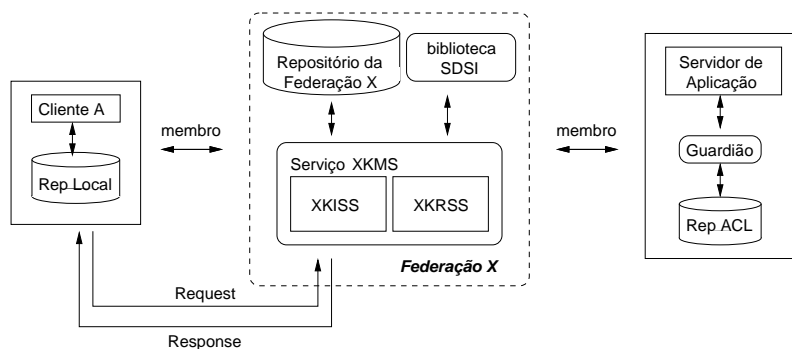 Repositório da
Federação X
biblioteca
SDSI
Servidor de
Aplicação
Cliente A
membro
membro
Guardião
Serviço XKMS
Rep Local
XKISS
XKRSS
Rep ACL
Federação X
Request
Response